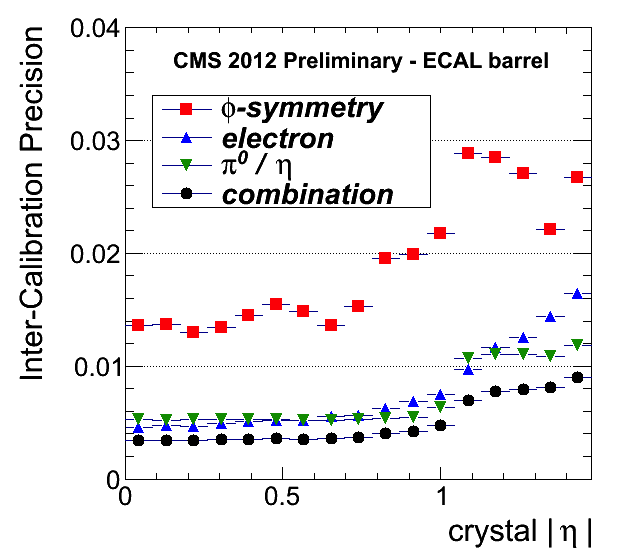 0.04
CMS 2012 Preliminary - ECAL barrel
Inter-Calibration Precision
ϕ-symmetry
electron
π⁰ / η
combination
0.03
0.02
0.01
0
0 0.5 1
crystal | η |